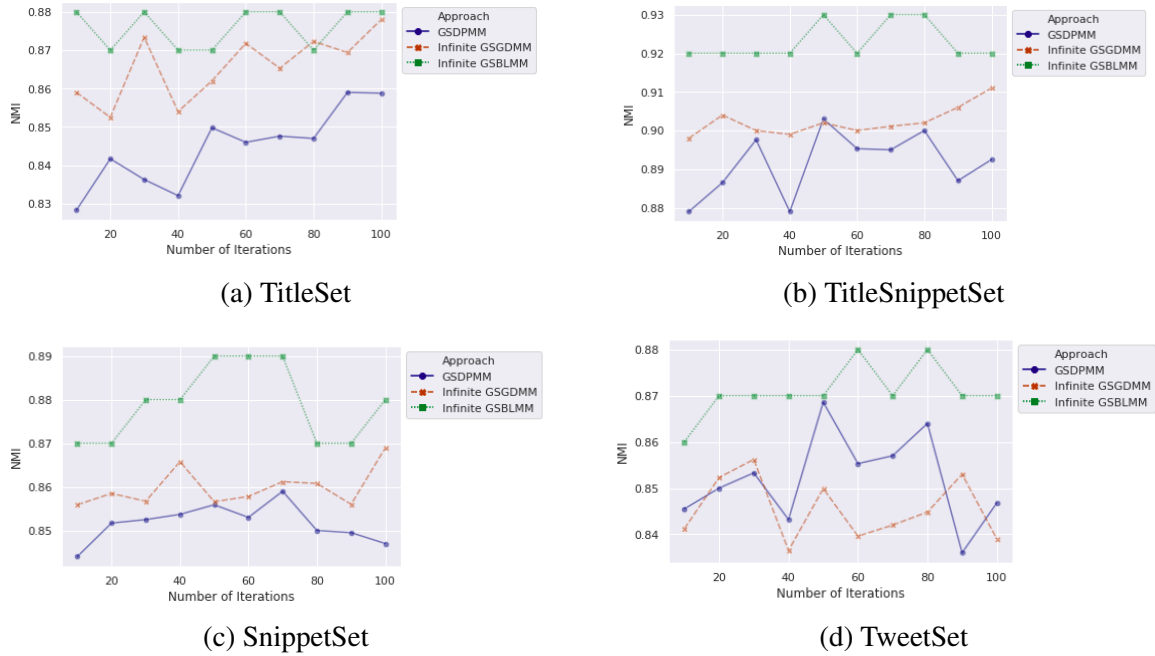 0.88
0.87
0.86
0.85
0.84
0.83
NMI
20
40
60
80
100
Number of Iterations
Approach
GSDPMM
Infinite GSGDMM
Infinite GSBLMM
(a) TitleSet
0.93
0.92
0.91
0.90
0.89
0.88
NMI
20
40
60
80
100
Number of Iterations
Approach
GSDPMM
Infinite GSGDMM
Infinite GSBLMM
(b) TitleSnippetSet
0.89
0.88
0.87
0.86
0.85
NMI
20
40
60
80
100
Number of Iterations
Approach
GSDPMM
Infinite GSGDMM
Infinite GSBLMM
(c) SnippetSet
0.88
0.87
0.86
0.85
0.84
NMI
20
40
60
80
100
Number of Iterations
Approach
GSDPMM
Infinite GSGDMM
Infinite GSBLMM
(d) TweetSet